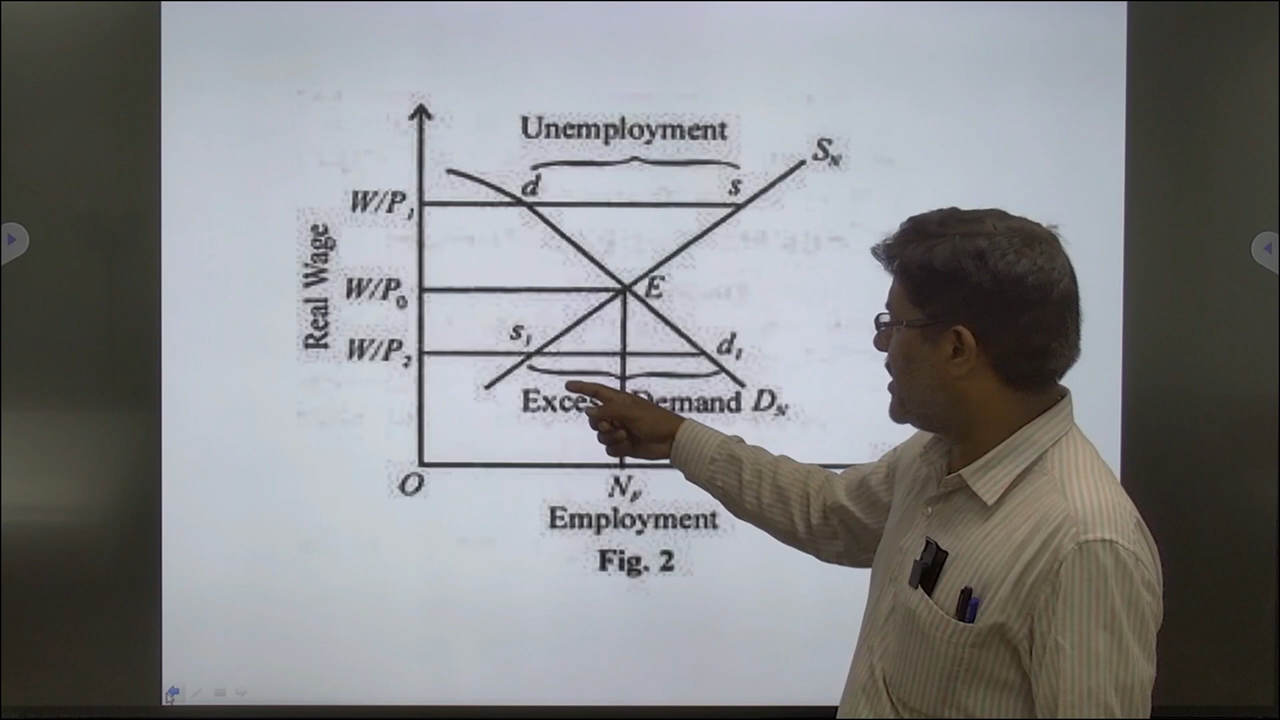 Unemployment
S_N
d
s
W/P_1
Real Wage
W/P_0
E
s_1
d_1
W/P_2
Demand D_N
O
N_F
Employment
Fig. 2